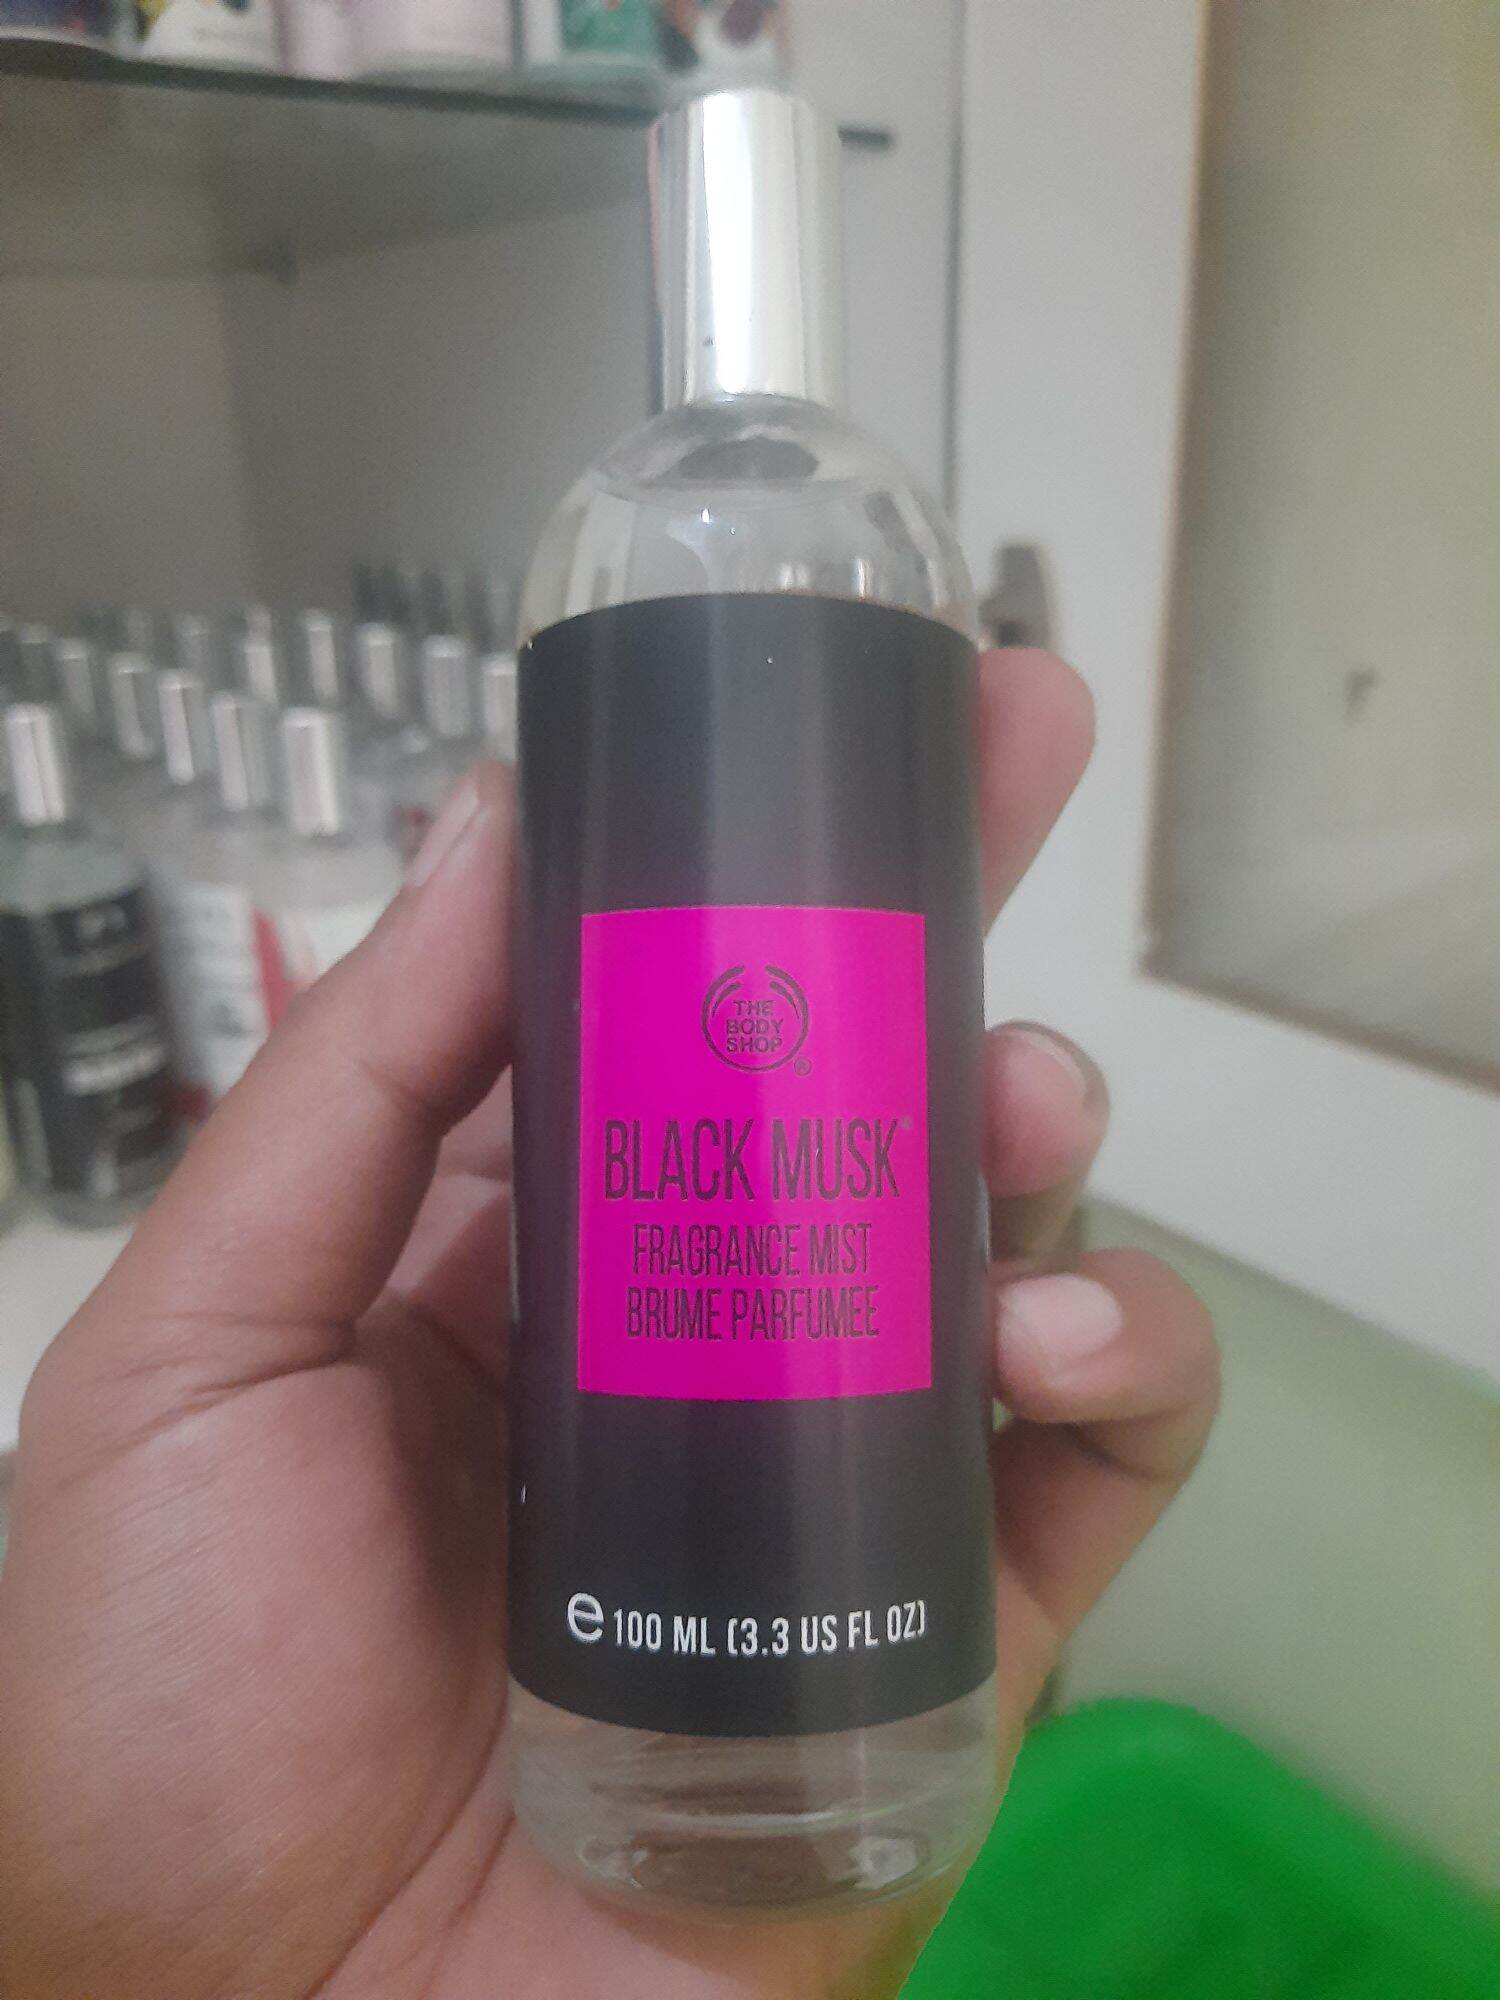 THE
BODY
SHOP®
BLACK MUSK®
FRAGRANCE MIST
BRUME PARFUMEE
℮ 100 ML (3.3 US FL OZ)